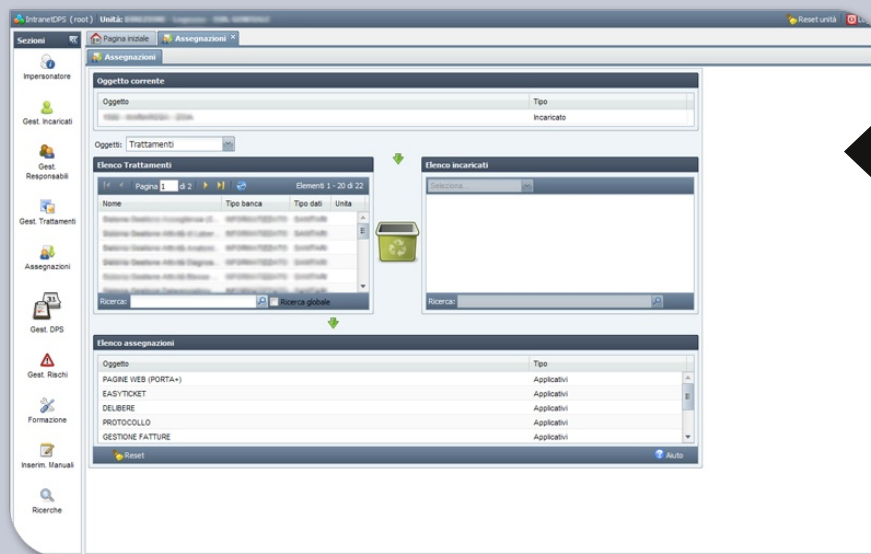 IntranetDPS (root) Unità:
Reset unità
Sezioni
Pagina iniziale
Assegnazioni
Assegnazioni
Impersonatore
Gest. Incaricati
Gest.
Responsabili
Gest. Trattamenti
Assegnazioni
33
Gest. DPS
Gest. Rischi
Formazione
Inserim. Manuali
Ricerche
Oggetto corrente
Oggetto Tipo
Incaricato
Oggetti: Trattamenti
Elenco Trattamenti
Pagina 1 di 2 Elementi 1 - 20 di 22
Nome Tipo banca Tipo dati Unita
Ricerca: Ricerca globale
Elenco incaricati
Seleziona...
Ricerca:
Elenco assegnazioni
Oggetto Tipo
PAGINE WEB (PORTA+) Applicativi
EASYTICKET Applicativi
DELIBERE Applicativi
PROTOCOLLO Applicativi
GESTIONE FATTURE Applicativi
Reset Aiuto